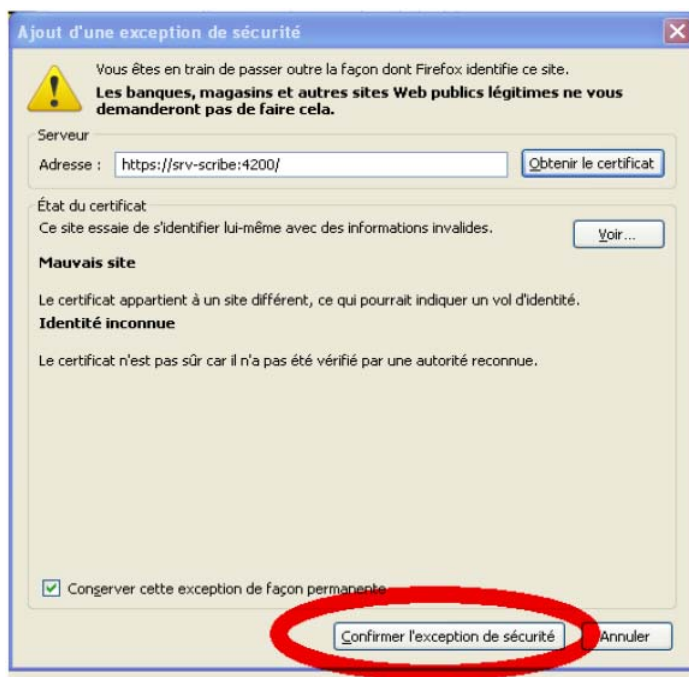 Ajout d'une exception de sécurité
Vous êtes en train de passer outre la façon dont Firefox identifie ce site.
Les banques, magasins et autres sites Web publics légitimes ne vous
demanderont pas de faire cela.
Serveur
Adresse : https://srv-scribe:4200/ Obtenir le certificat
État du certificat
Ce site essaie de s'identifier lui-même avec des informations invalides. Voir...
Mauvais site
Le certificat appartient à un site différent, ce qui pourrait indiquer un vol d'identité.
Identité inconnue
Le certificat n'est pas sûr car il n'a pas été vérifié par une autorité reconnue.
Conserver cette exception de façon permanente
Confirmer l'exception de sécurité Annuler